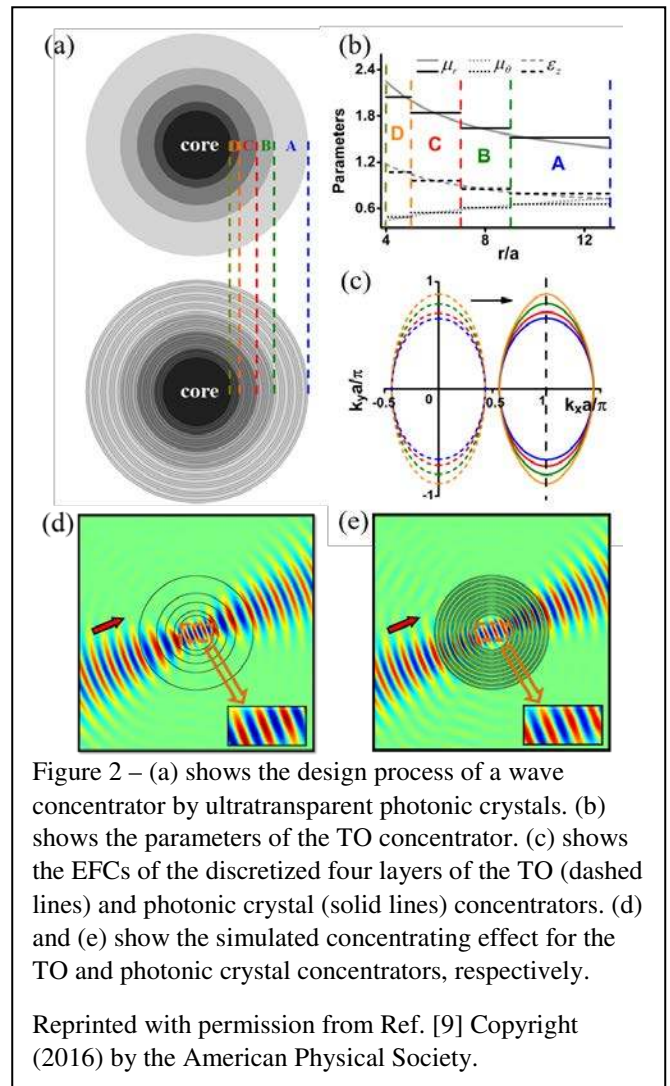 (a)
core
D C B A
core
(b)
μr μθ εz
2.4
1.8
1.2
0.6
Parameters
D
C
B
A
4 8 12
r/a
(c)
1
kya/π
-0.5 0 0.5 1 kxa/π
-1
(d)
(e)
Figure 2 – (a) shows the design process of a wave
concentrator by ultratransparent photonic crystals. (b)
shows the parameters of the TO concentrator. (c) shows
the EFCs of the discretized four layers of the TO (dashed
lines) and photonic crystal (solid lines) concentrators. (d)
and (e) show the simulated concentrating effect for the
TO and photonic crystal concentrators, respectively.
Reprinted with permission from Ref. [9] Copyright
(2016) by the American Physical Society.